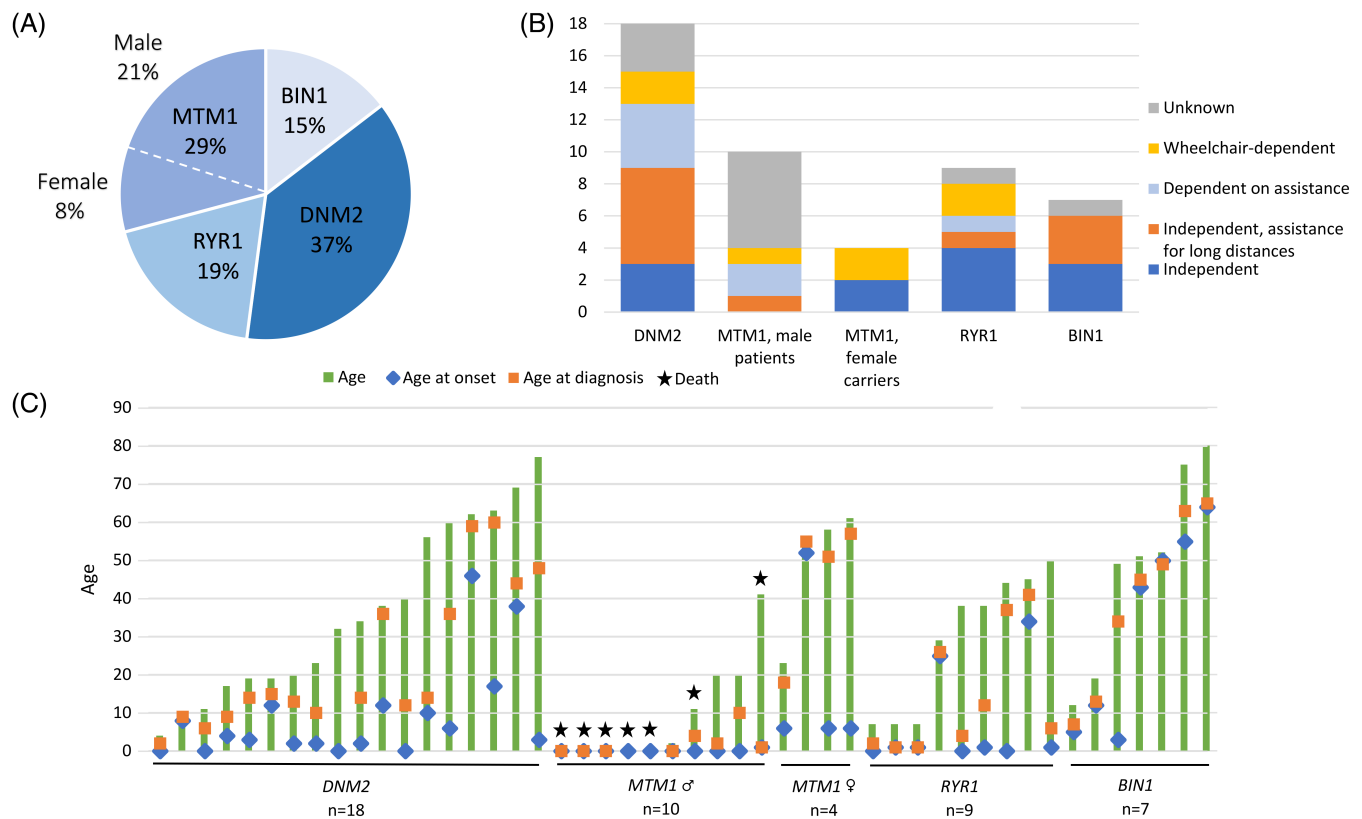 (A)
Male
21%
MTM1
29%
BIN1
15%
Female
8%
DNM2
37%
RYR1
19%
(B)
18
16
14
12
10
8
6
4
2
0
DNM2
MTM1, male
patients
MTM1,
female
carriers
RYR1
BIN1
Unknown
Wheelchair-dependent
Dependent on assistance
Independent, assistance
for long distances
Independent
Age
Age at onset
Age at diagnosis
Death
(C)
90
80
70
60
50
40
30
20
10
0
Age
DNM2
n=18
MTM1 ♂
n=10
MTM1 ♀
n=4
RYR1
n=9
BIN1
n=7